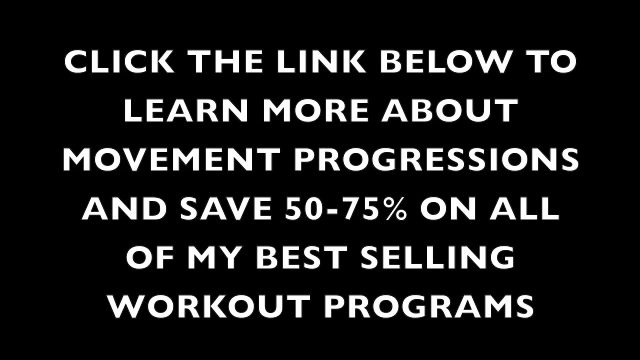 CLICK THE LINK BELOW TO
LEARN MORE ABOUT
MOVEMENT PROGRESSIONS
AND SAVE 50-75% ON ALL
OF MY BEST SELLING
WORKOUT PROGRAMS